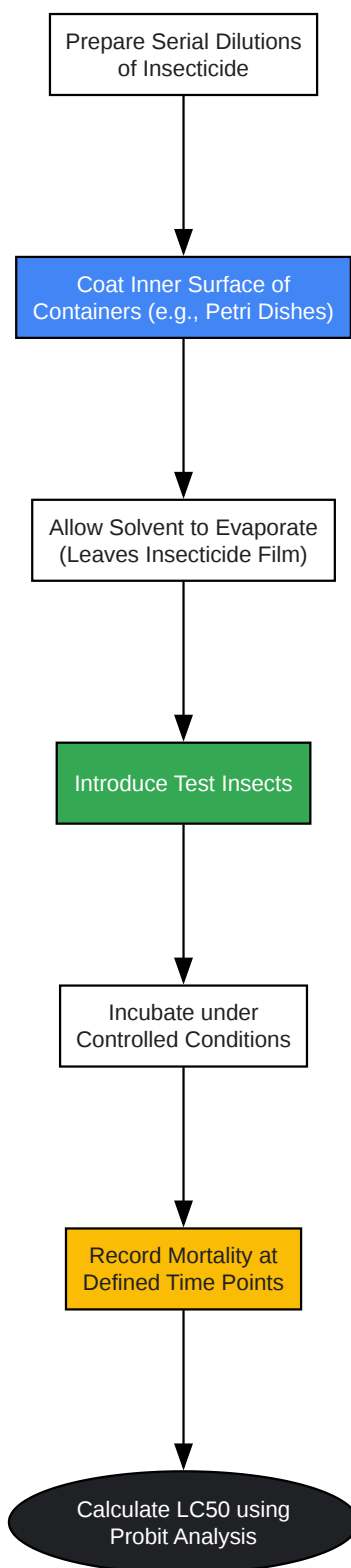 Prepare Serial Dilutions
of Insecticide
Coat Inner Surface of
Containers (e.g., Petri Dishes)
Allow Solvent to Evaporate
(Leaves Insecticide Film)
Introduce Test Insects
Incubate under
Controlled Conditions
Record Mortality at
Defined Time Points
Calculate LC50 using
Probit Analysis